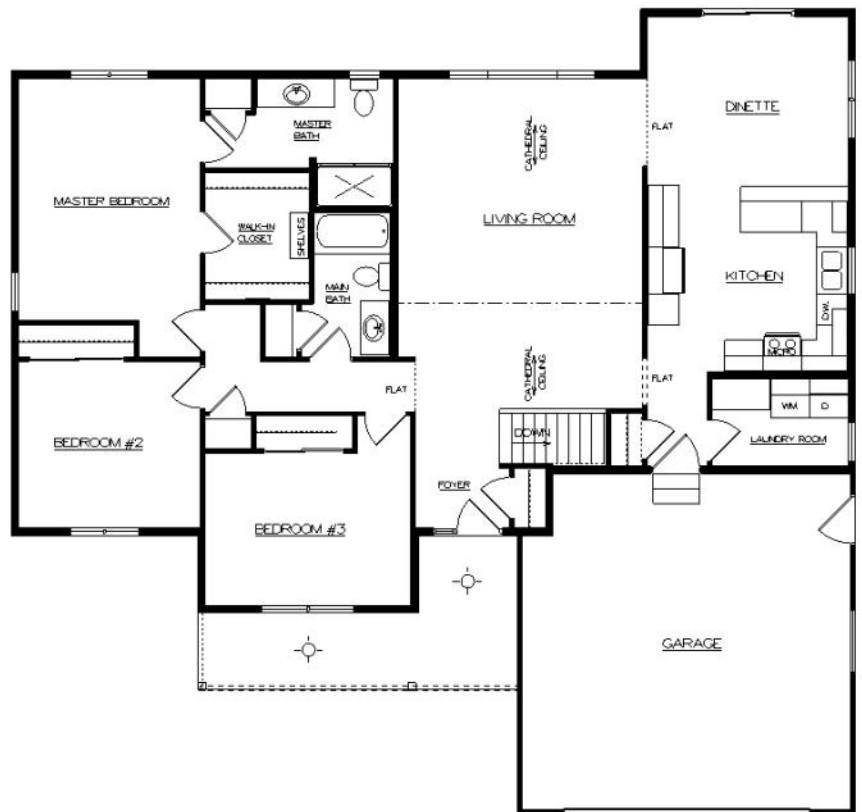 DINETTE
MASTER
BATH
FLAT
CATHEDRAL
CEILING
MASTER BEDROOM
WALK-IN
CLOSET
SHELVES
LIVING ROOM
KITCHEN
MAIN
BATH
D.W.
MICRO
CATHEDRAL
CEILING
FLAT
FLAT
WM
D
DOWN
LAUNDRY ROOM
BEDROOM #2
FOYER
BEDROOM #3
GARAGE